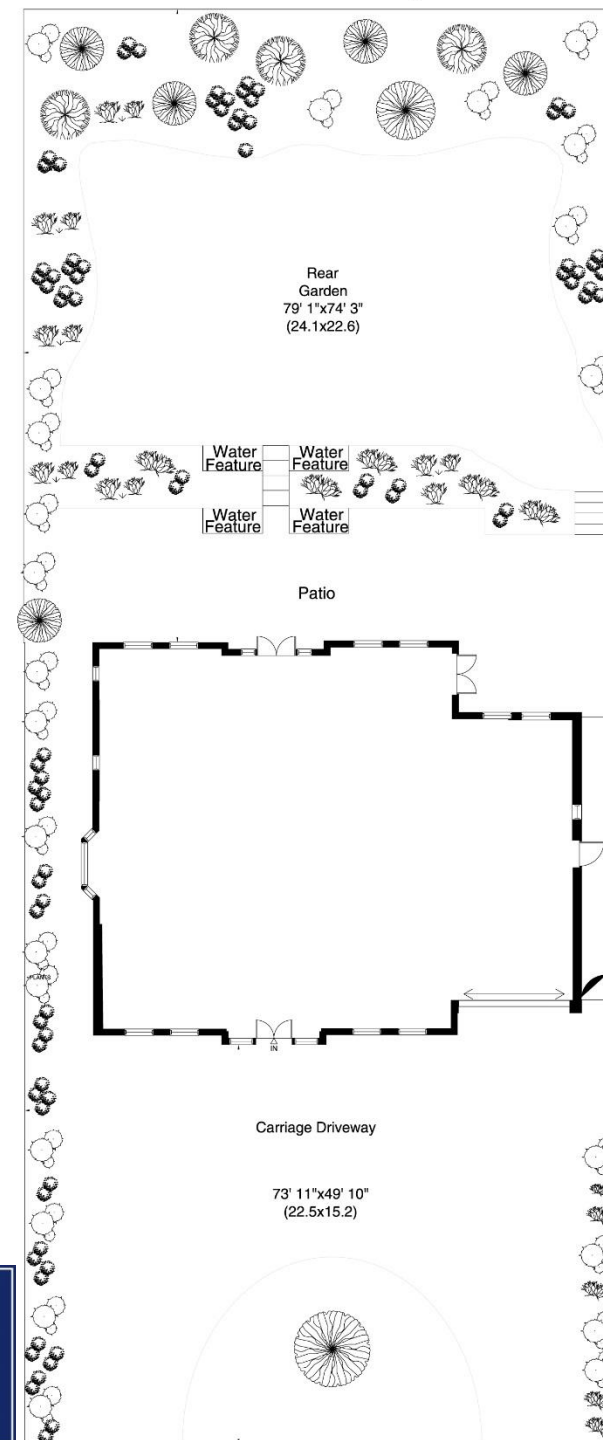 Rear
Garden
79' 1"x74' 3"
(24.1x22.6)
Water
Feature
Water
Feature
Water
Feature
Water
Feature
Patio
PLANTS
IN
Carriage Driveway
73' 11"x49' 10"
(22.5x15.2)